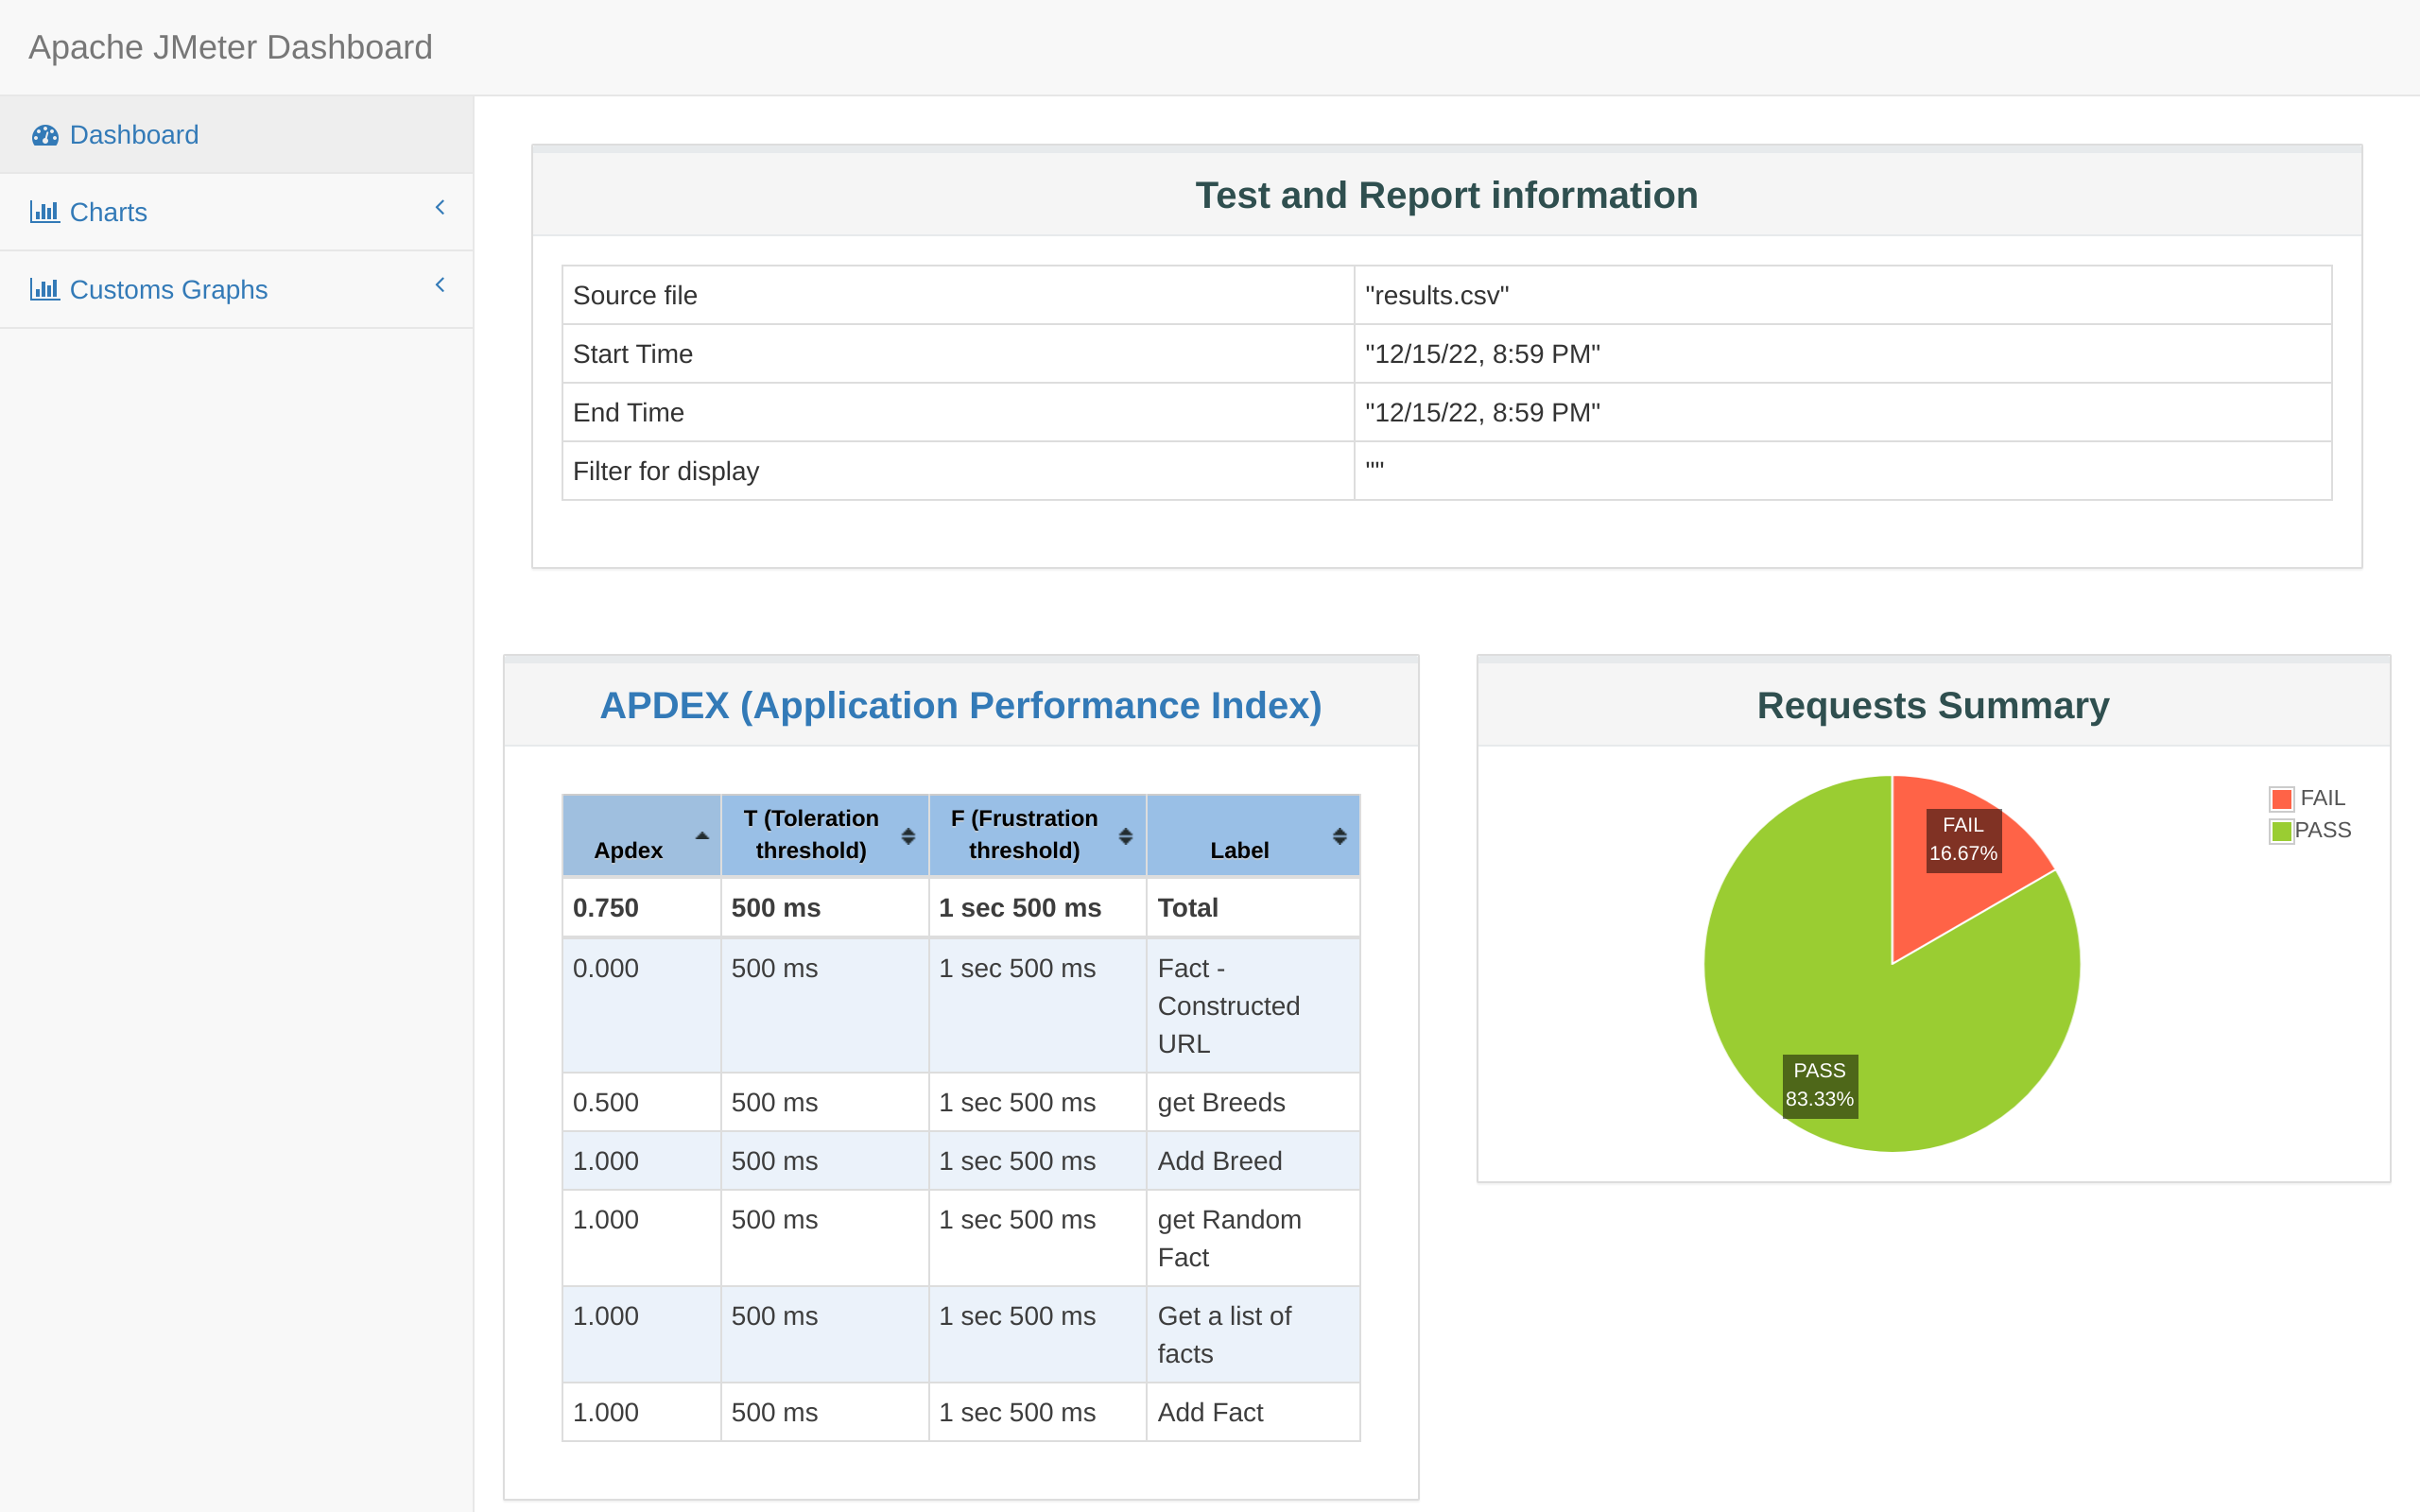 Apache JMeter Dashboard
Dashboard
Charts
Customs Graphs
Test and Report information
Source file "results.csv"
Start Time "12/15/22, 8:59 PM"
End Time "12/15/22, 8:59 PM"
Filter for display ""
APDEX (Application Performance Index)
Apdex T (Toleration threshold) F (Frustration threshold) Label
0.750 500 ms 1 sec 500 ms Total
0.000 500 ms 1 sec 500 ms Fact -
Constructed
URL
0.500 500 ms 1 sec 500 ms get Breeds
1.000 500 ms 1 sec 500 ms Add Breed
1.000 500 ms 1 sec 500 ms get Random
Fact
1.000 500 ms 1 sec 500 ms Get a list of
facts
1.000 500 ms 1 sec 500 ms Add Fact
Requests Summary
FAIL
16.67%
PASS
83.33%
FAIL
PASS